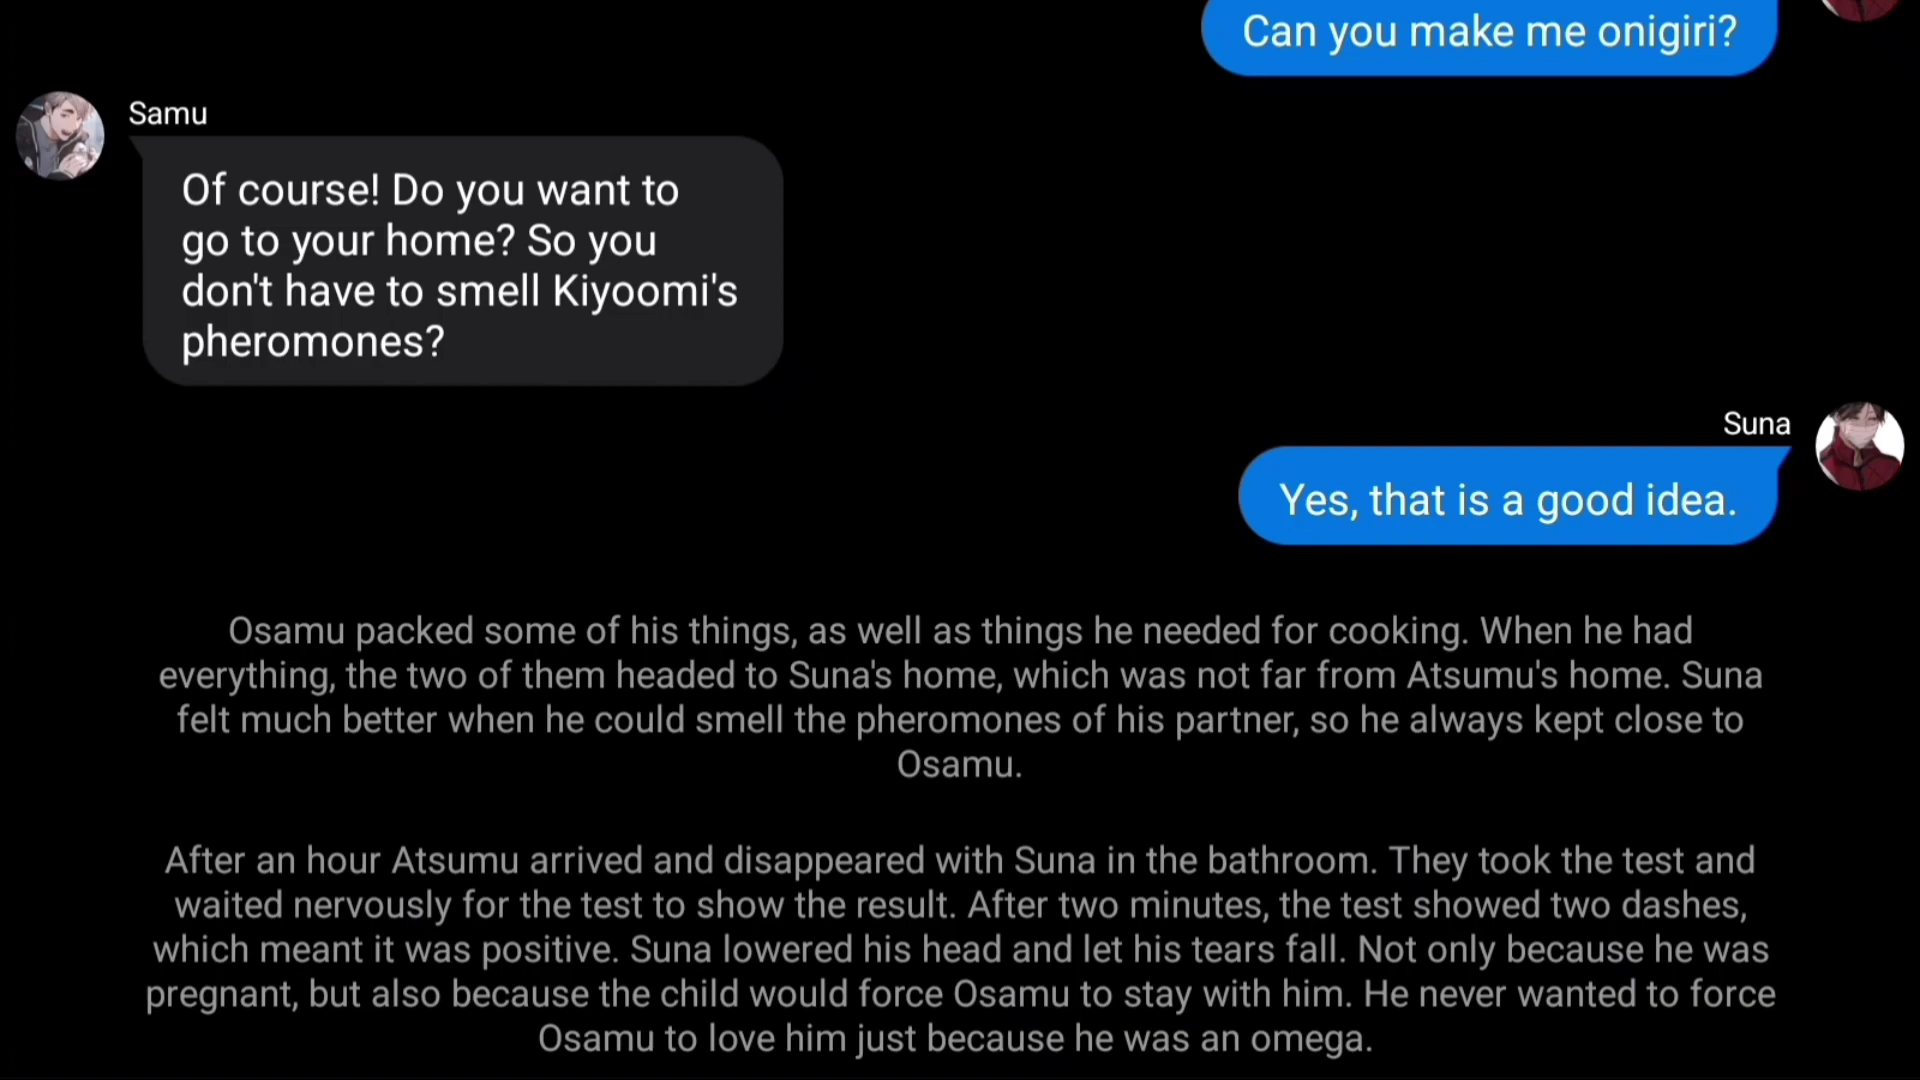 Can you make me onigiri?
Samu
Of course! Do you want to
go to your home? So you
don't have to smell Kiyoomi's
pheromones?
Suna
Yes, that is a good idea.
Osamu packed some of his things, as well as things he needed for cooking. When he had
everything, the two of them headed to Suna's home, which was not far from Atsumu's home. Suna
felt much better when he could smell the pheromones of his partner, so he always kept close to
Osamu.
After an hour Atsumu arrived and disappeared with Suna in the bathroom. They took the test and
waited nervously for the test to show the result. After two minutes, the test showed two dashes,
which meant it was positive. Suna lowered his head and let his tears fall. Not only because he was
pregnant, but also because the child would force Osamu to stay with him. He never wanted to force
Osamu to love him just because he was an omega.